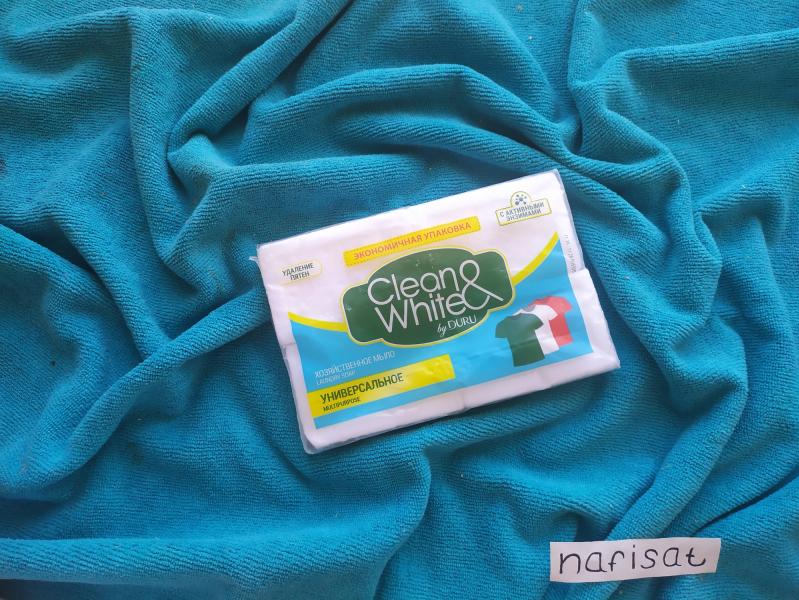 С АКТИВНЫМИ
ЭНЗИМАМИ
ЭКОНОМИЧНАЯ УПАКОВКА
УДАЛЕНИЕ
ПЯТЕН
Clean &
White
by DURU
ХОЗЯЙСТВЕННОЕ МЫЛО
LAUNDRY SOAP
УНИВЕРСАЛЬНОЕ
MULTIPURPOSE
nafisat